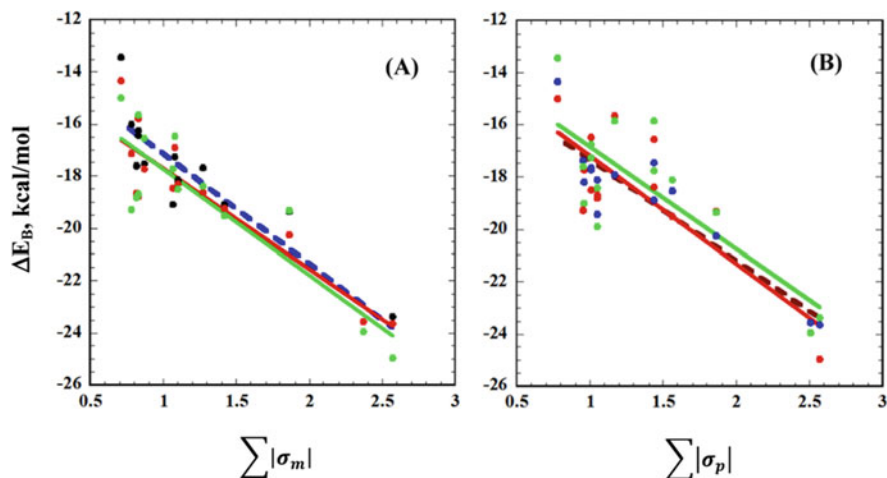 -12 -12
-14 (A) -14 (B)
-16 -16
-18 -18
ΔE_B, kcal/mol
-20 -20
-22 -22
-24 -24
-26 -26
0.5 1 1.5 2 2.5 3 0.5 1 1.5 2 2.5 3
∑|σ_m| ∑|σ_p|